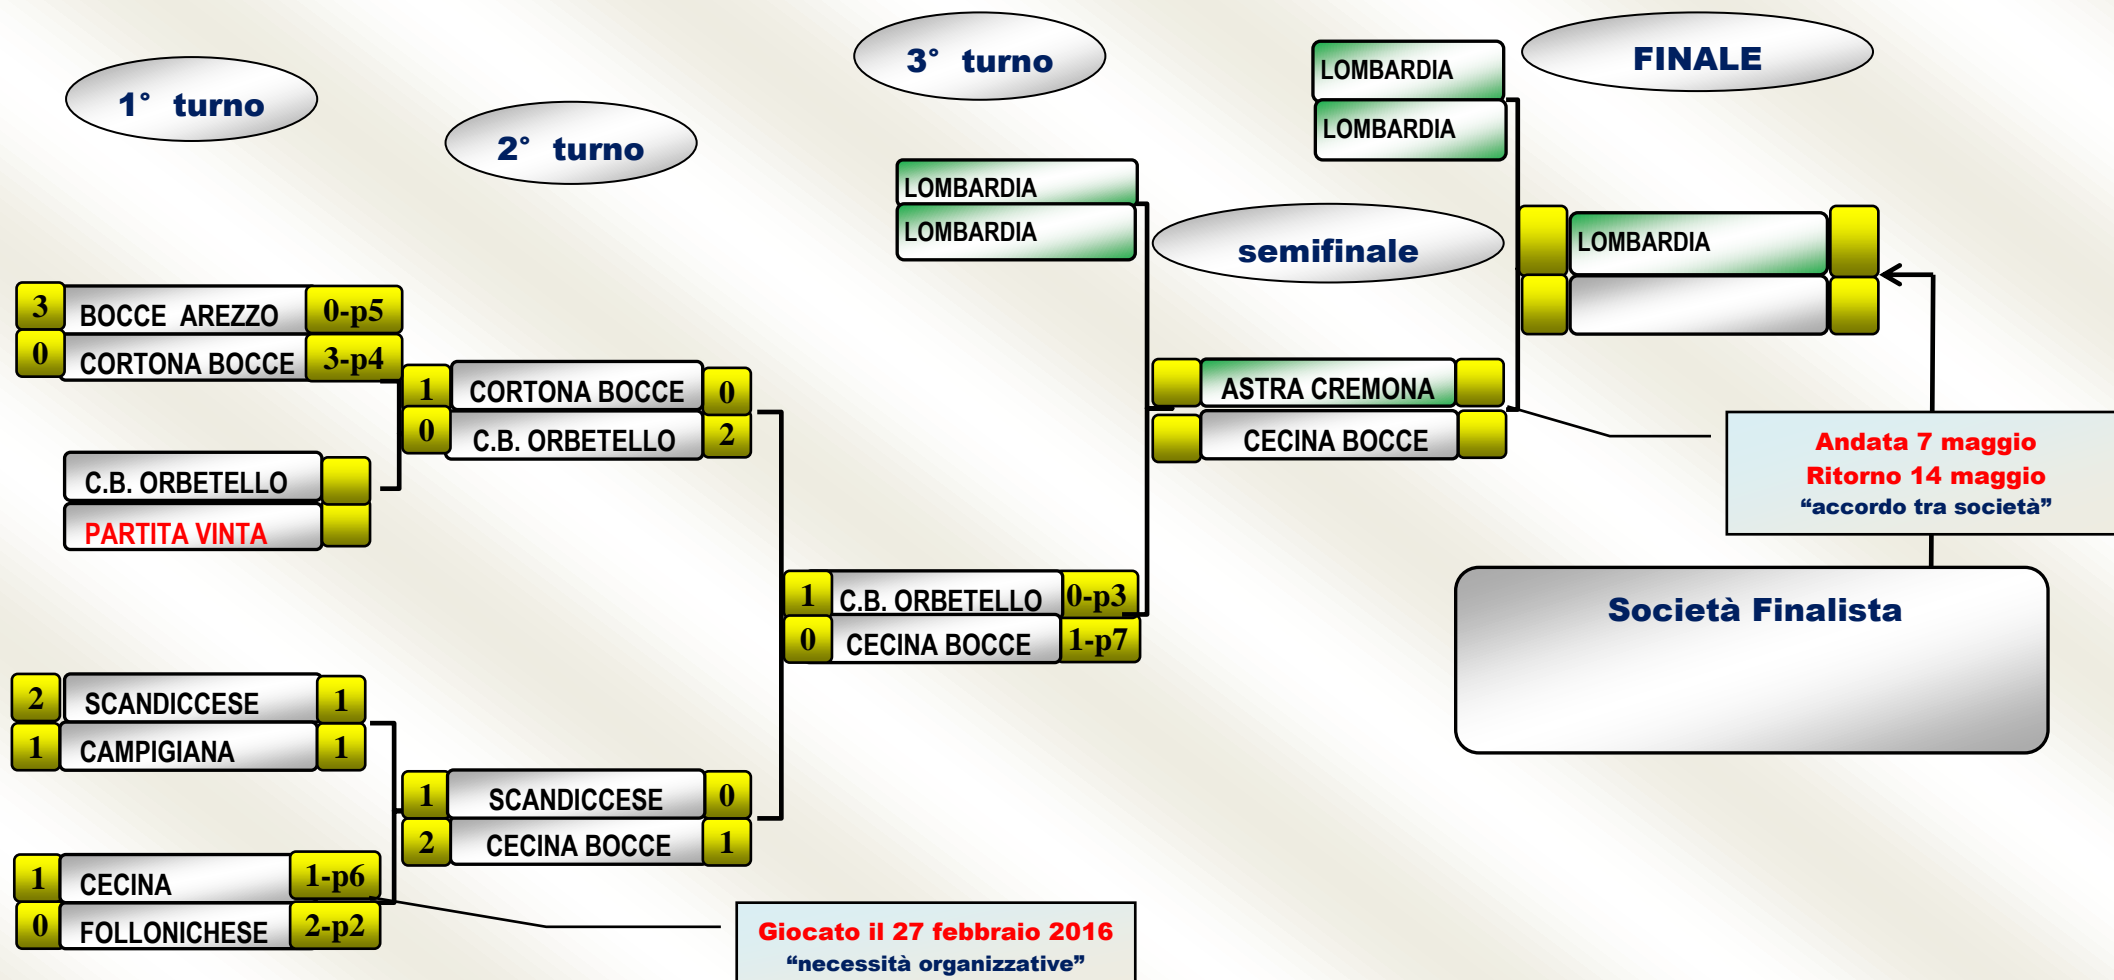 1° turno
2° turno
3° turno
FINALE
LOMBARDIA
LOMBARDIA
LOMBARDIA
LOMBARDIA
semifinale
LOMBARDIA
3 BOCCE AREZZO 0-p5
0 CORTONA BOCCE 3-p4
1 CORTONA BOCCE 0
0 C.B. ORBETELLO 2
ASTRA CREMONA
CECINA BOCCE
C.B. ORBETELLO
PARTITA VINTA
Andata 7 maggio
Ritorno 14 maggio
“accordo tra società”
1 C.B. ORBETELLO 0-p3
0 CECINA BOCCE 1-p7
Società Finalista
2 SCANDICCESE 1
1 CAMPIGIANA 1
1 SCANDICCESE 0
2 CECINA BOCCE 1
1 CECINA 1-p6
0 FOLLONICHESE 2-p2
Giocato il 27 febbraio 2016
“necessità organizzative”